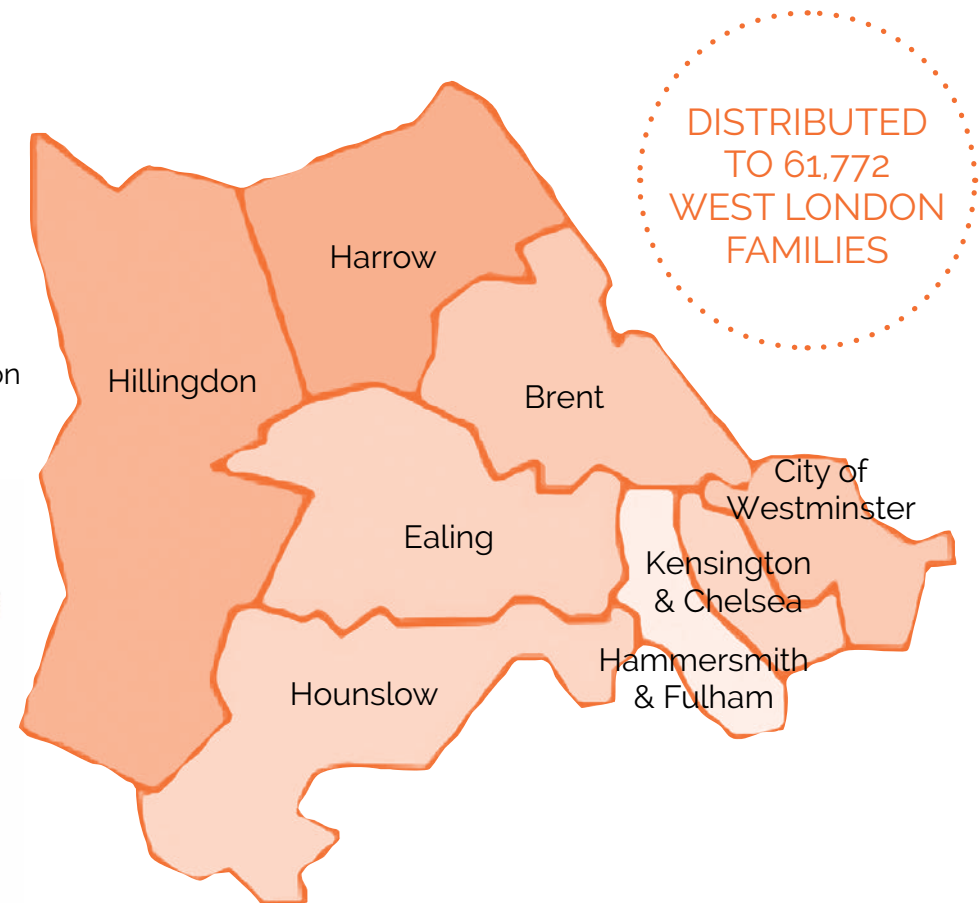 DISTRIBUTED
TO 61,772
WEST LONDON
FAMILIES
Harrow
on
Hillingdon
Brent
City of
Westminster
Ealing
Kensington
& Chelsea
Hammersmith
& Fulham
Hounslow